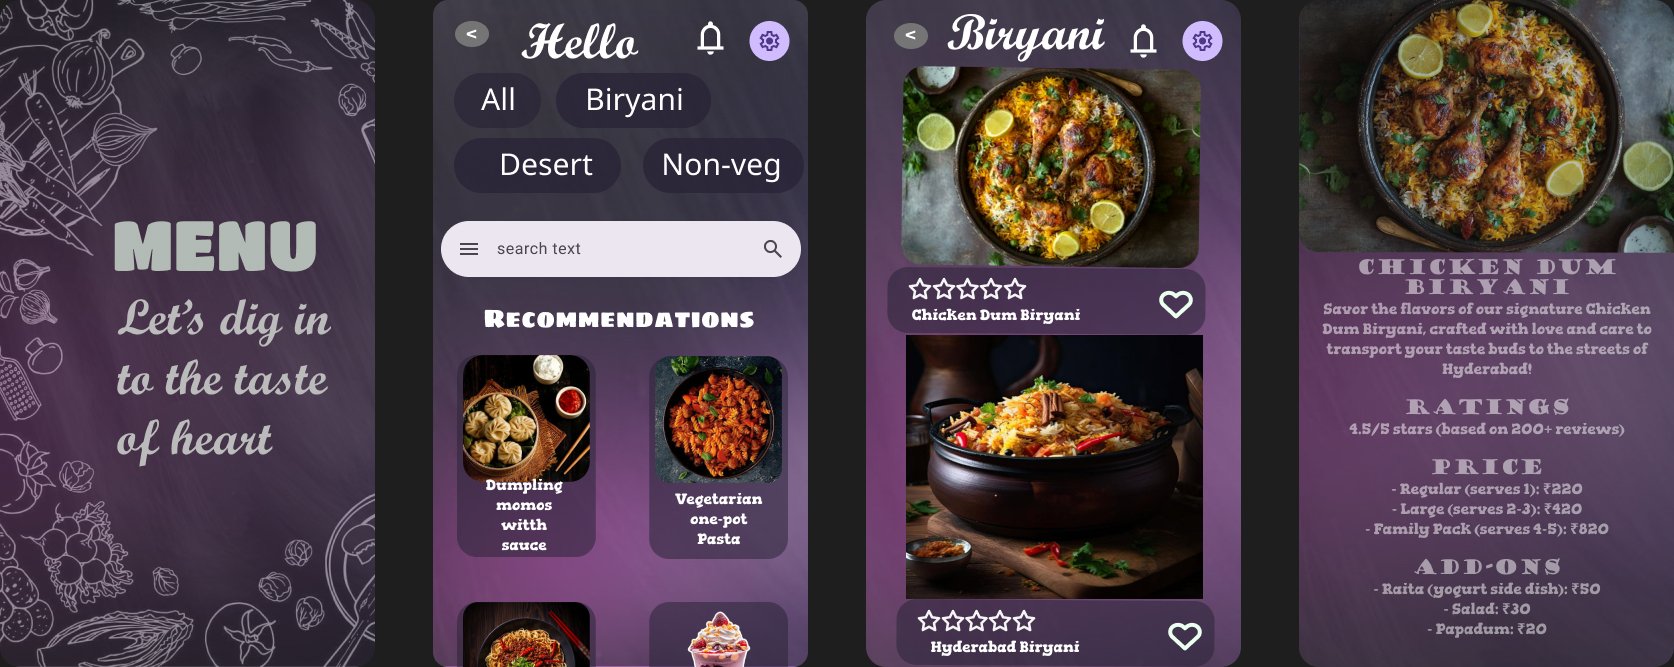 MENU
Let's dig in
to the taste
of heart
<
Hello
All
Biryani
Desert
Non-veg
search text
Recommendations
Dumpling
momos
witth
sauce
Vegetarian
one-pot
Pasta
<
Biryani
Chicken Dum Biryani
Hyderabad Biryani
CHICKEN DUM
BIRYANI
Savor the flavors of our signature Chicken
Dum Biryani, crafted with love and care to
transport your taste buds to the streets of
Hyderabad!
RATINGS
4.5/5 stars (based on 200+ reviews)
PRICE
- Regular (serves 1): ₹220
- Large (serves 2-3): ₹420
- Family Pack (serves 4-5): ₹820
ADD-ONS
- Raita (yogurt side dish): ₹50
- Salad: ₹30
- Papadum: ₹20